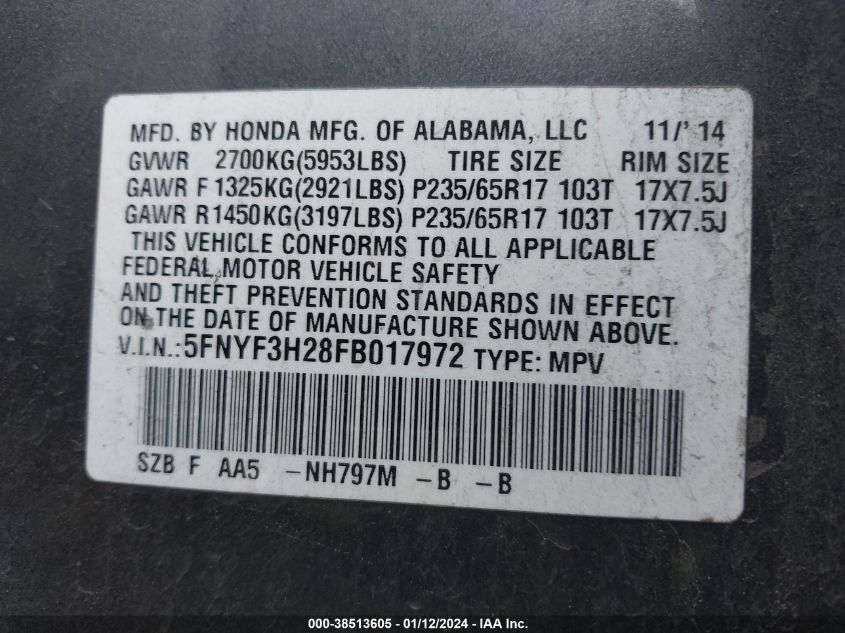 MFD. BY HONDA MFG. OF ALABAMA, LLC 11/'14
GVWR 2700KG(5953LBS) TIRE SIZE RIM SIZE
GAWR F 1325KG(2921LBS) P235/65R17 103T 17X7.5J
GAWR R1450KG(3197LBS) P235/65R17 103T 17X7.5J
THIS VEHICLE CONFORMS TO ALL APPLICABLE
FEDERAL MOTOR VEHICLE SAFETY
AND THEFT PREVENTION STANDARDS IN EFFECT
ON THE DATE OF MANUFACTURE SHOWN ABOVE.
V.I.N.: 5FNYF3H28FB017972 TYPE: MPV
SZB F AA5 -NH797M -B -B
000-38513605 - 01/12/2024 - IAA Inc.